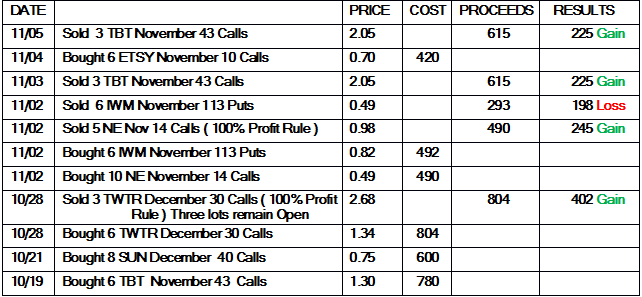 DATE PRICE COST PROCEEDS RESULTS
11/05 Sold 3 TBT November 43 Calls 2.05 615 225 Gain
11/04 Bought 6 ETSY November 10 Calls 0.70 420
11/03 Sold 3 TBT November 43 Calls 2.05 615 225 Gain
11/02 Sold 6 IWM November 113 Puts 0.49 293 198 Loss
11/02 Sold 5 NE Nov 14 Calls ( 100% Profit Rule ) 0.98 490 245 Gain
11/02 Bought 6 IWM November 113 Puts 0.82 492
11/02 Bought 10 NE November 14 Calls 0.49 490
10/28 Sold 3 TWTR December 30 Calls ( 100% Profit 2.68 804 402 Gain
Rule ) Three lots remain Open
10/28 Bought 6 TWTR December 30 Calls 1.34 804
10/21 Bought 8 SUN December 40 Calls 0.75 600
10/19 Bought 6 TBT November 43 Calls 1.30 780